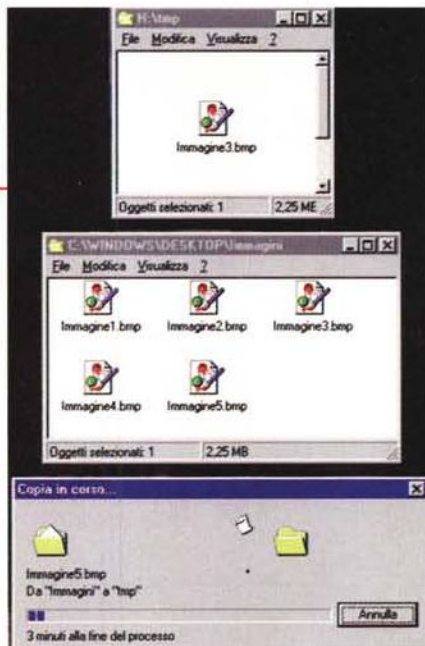 H:\tmp
File Modifica Visualizza ?
Immagine3.bmp
Oggetti selezionati: 1 2,25 ME
C:\WINDOWS\DESKTOP\Immagini
File Modifica Visualizza ?
Immagine1.bmp Immagine2.bmp Immagine3.bmp
Immagine4.bmp Immagine5.bmp
Oggetti selezionati: 1 2,25 MB
Copia in corso...
Immagine5.bmp
Da "Immagini" a "tmp"
Annulla
3 minuti alla fine del processo